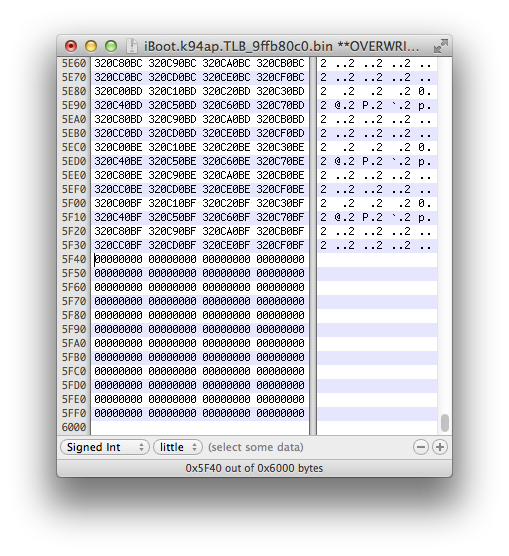 iBoot.k94ap.TLB_9ffb80c0.bin **OVERWRI...
5E60 320C80BC 320C90BC 320CA0BC 320CB0BC 2 ..2 ..2 ..2 ..
5E70 320CC0BC 320CD0BC 320CE0BC 320CF0BC 2 ..2 ..2 ..2 ..
5E80 320C00BD 320C10BD 320C20BD 320C30BD 2  .2  .2  .2 0.
5E90 320C40BD 320C50BD 320C60BD 320C70BD 2 @.2 P.2 `.2 p.
5EA0 320C80BD 320C90BD 320CA0BD 320CB0BD 2 ..2 ..2 ..2 ..
5EB0 320CC0BD 320CD0BD 320CE0BD 320CF0BD 2 ..2 ..2 ..2 ..
5EC0 320C00BE 320C10BE 320C20BE 320C30BE 2  .2  .2  .2 0.
5ED0 320C40BE 320C50BE 320C60BE 320C70BE 2 @.2 P.2 `.2 p.
5EE0 320C80BE 320C90BE 320CA0BE 320CB0BE 2 ..2 ..2 ..2 ..
5EF0 320CC0BE 320CD0BE 320CE0BE 320CF0BE 2 ..2 ..2 ..2 ..
5F00 320C00BF 320C10BF 320C20BF 320C30BF 2  .2  .2  .2 0.
5F10 320C40BF 320C50BF 320C60BF 320C70BF 2 @.2 P.2 `.2 p.
5F20 320C80BF 320C90BF 320CA0BF 320CB0BF 2 ..2 ..2 ..2 ..
5F30 320CC0BF 320CD0BF 320CE0BF 320CF0BF 2 ..2 ..2 ..2 ..
5F40 00000000 00000000 00000000 00000000
5F50 00000000 00000000 00000000 00000000
5F60 00000000 00000000 00000000 00000000
5F70 00000000 00000000 00000000 00000000
5F80 00000000 00000000 00000000 00000000
5F90 00000000 00000000 00000000 00000000
5FA0 00000000 00000000 00000000 00000000
5FB0 00000000 00000000 00000000 00000000
5FC0 00000000 00000000 00000000 00000000
5FD0 00000000 00000000 00000000 00000000
5FE0 00000000 00000000 00000000 00000000
5FF0 00000000 00000000 00000000 00000000
6000
Signed Int little (select some data)
0x5F40 out of 0x6000 bytes